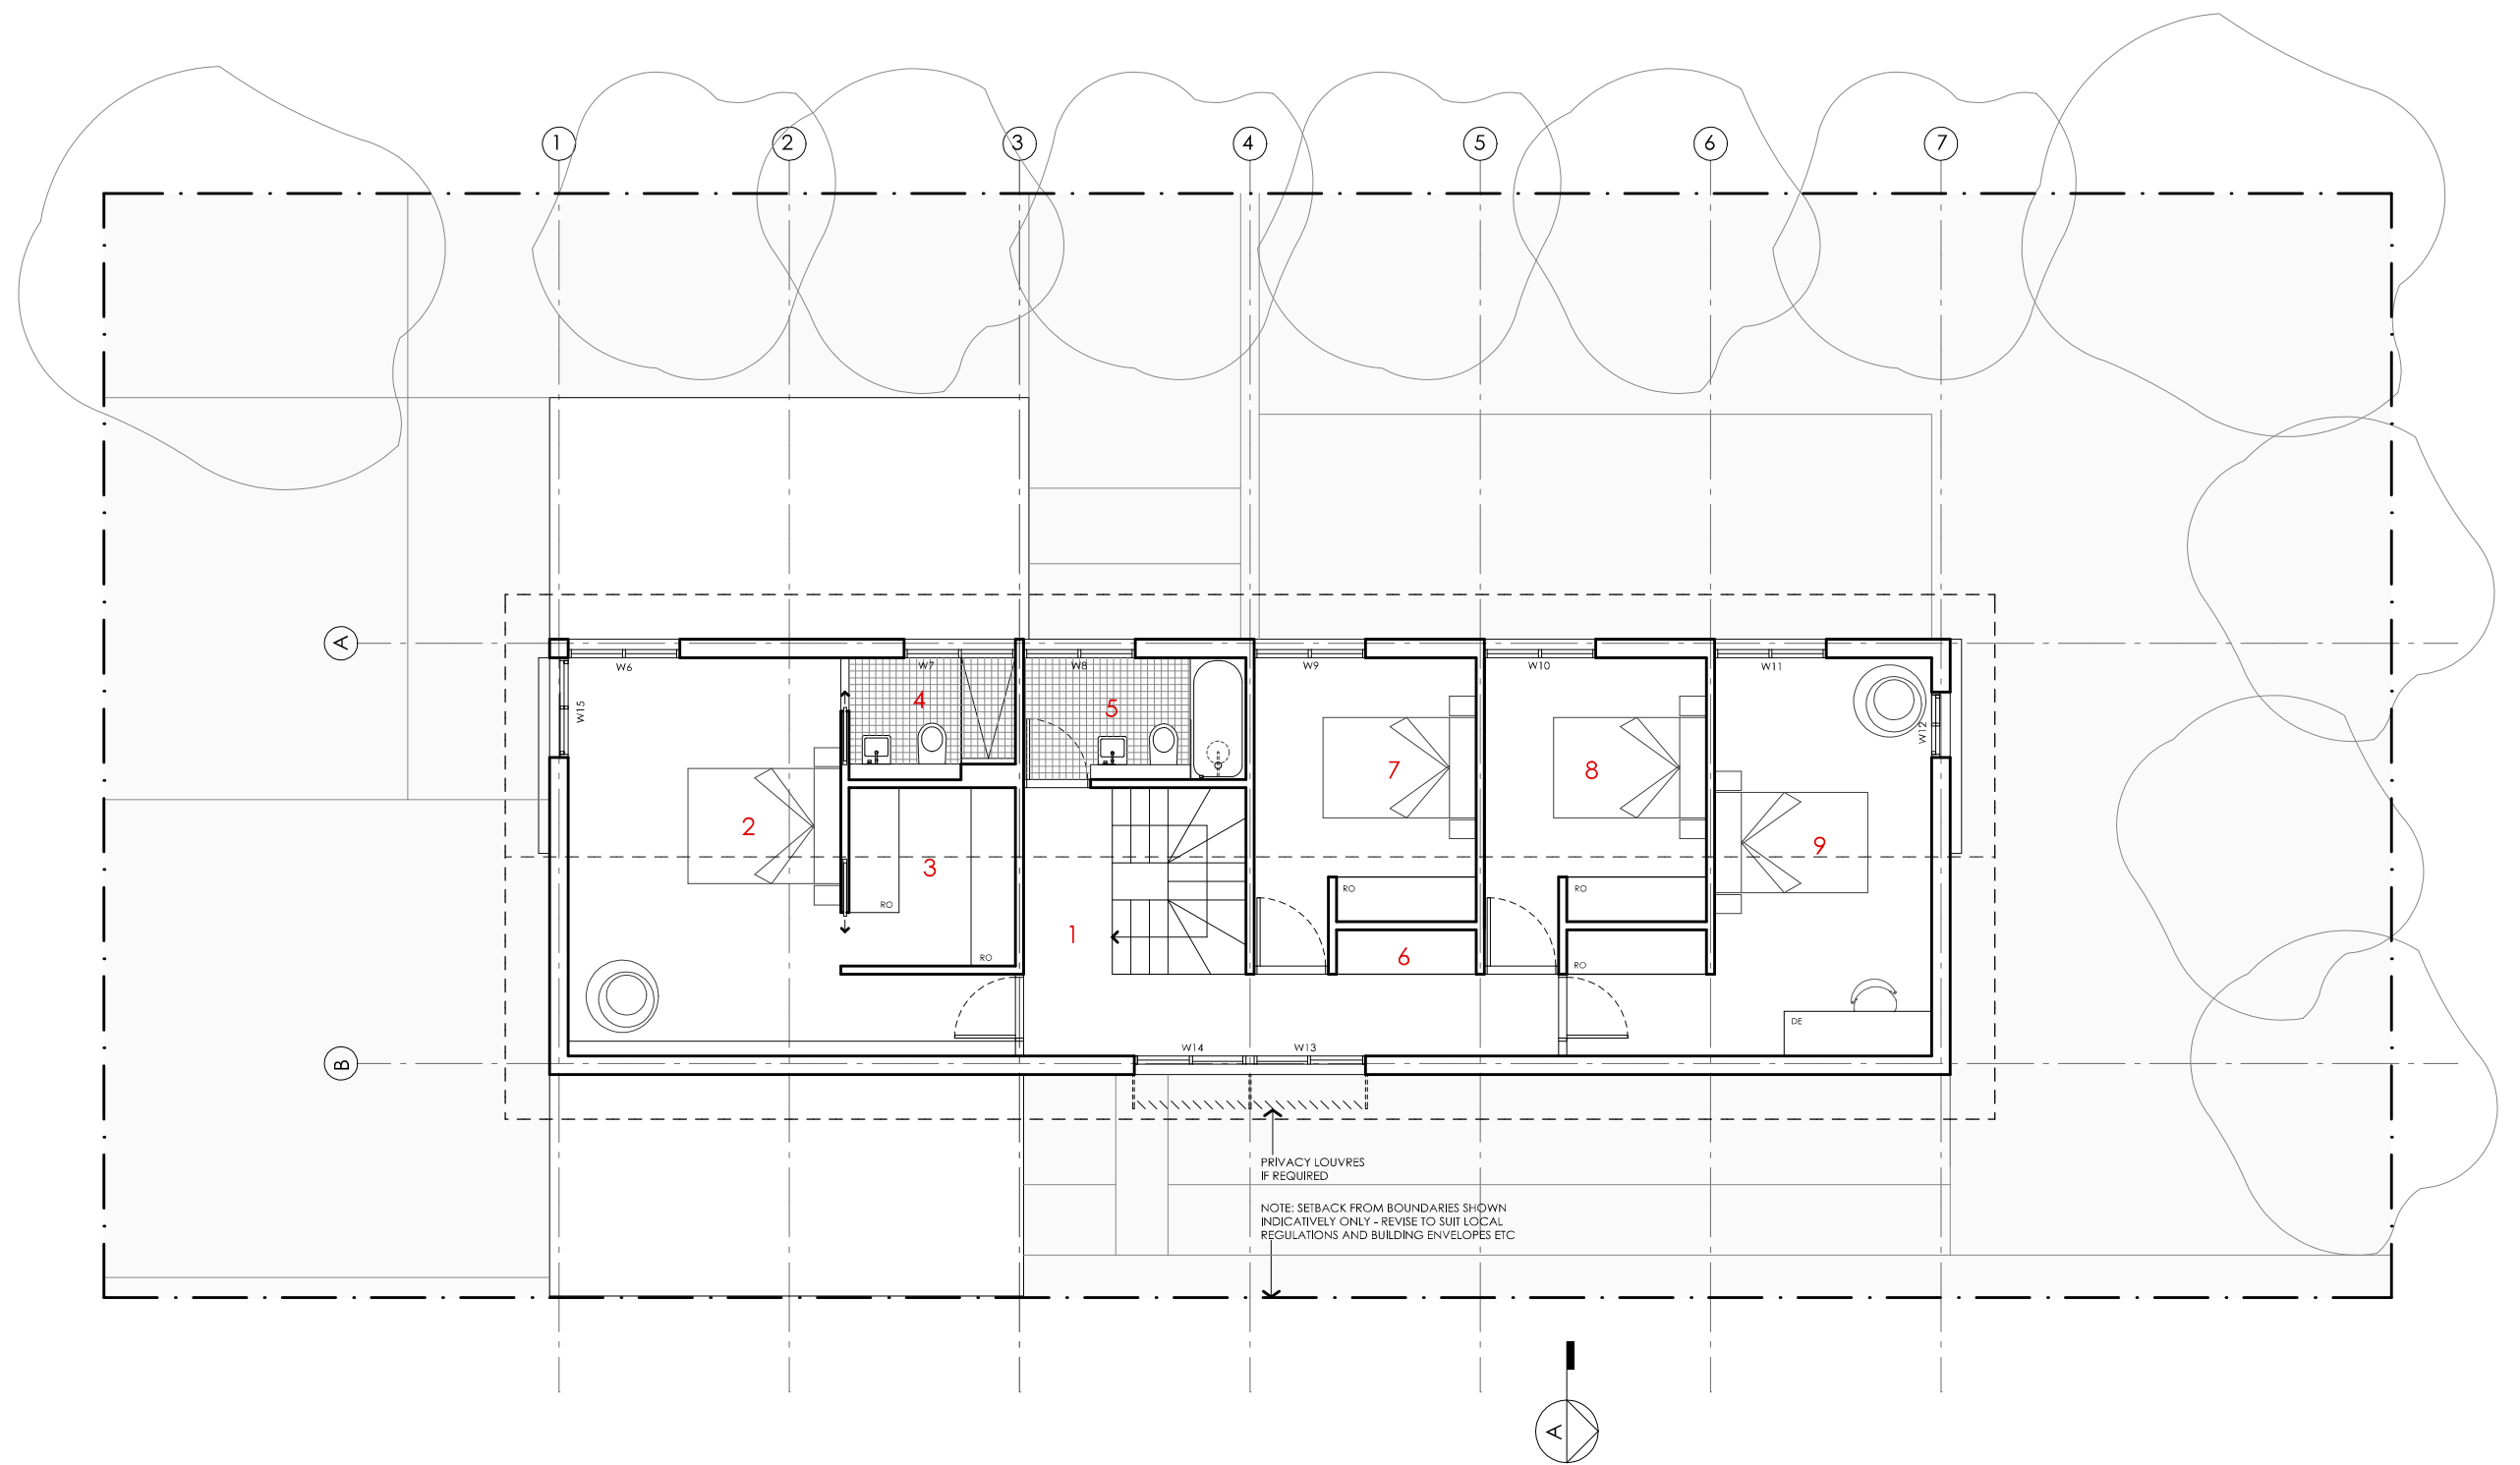 1 2 3 4 5 6 7
A
W6 W7 W8 W9 W10 W11
W15
4
5
W12
7
8
2
9
3
RO
RO
RO
RO
1
6
RO
DE
W14 W13
B
PRIVACY LOUVRES
IF REQUIRED
NOTE: SETBACK FROM BOUNDARIES SHOWN
INDICATIVELY ONLY - REVISE TO SUIT LOCAL
REGULATIONS AND BUILDING ENVELOPES ETC
A